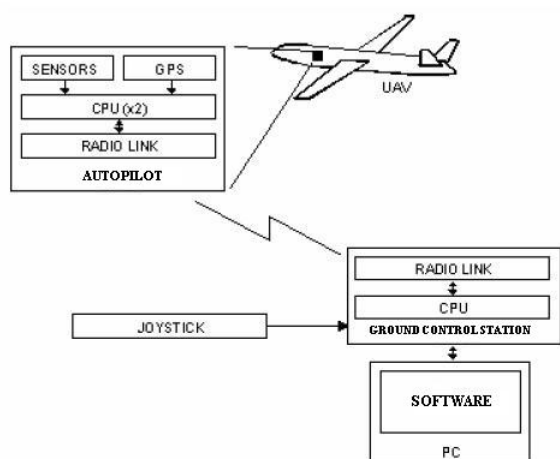 SENSORS
GPS
UAV
CPU (x2)
RADIO LINK
AUTOPILOT
RADIO LINK
CPU
JOYSTICK
GROUND CONTROL STATION
SOFTWARE
PC